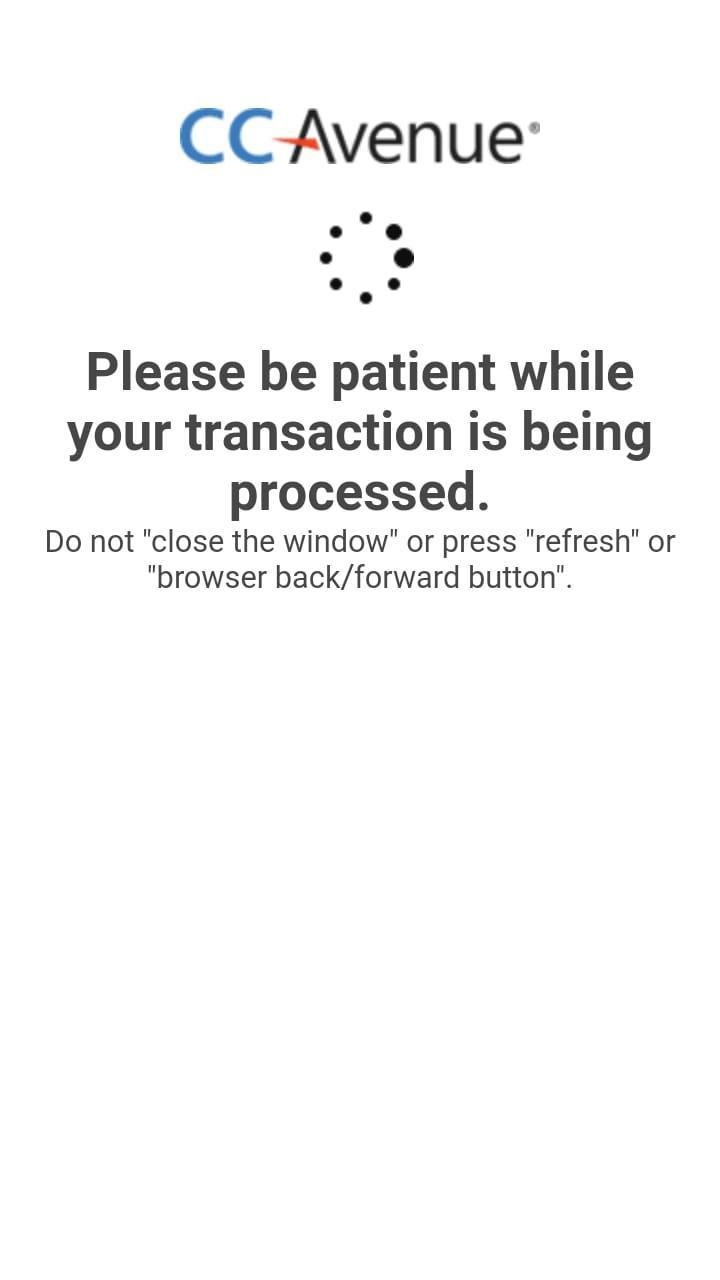 CCAvenue®
Please be patient while
your transaction is being
processed.
Do not "close the window" or press "refresh" or
"browser back/forward button".